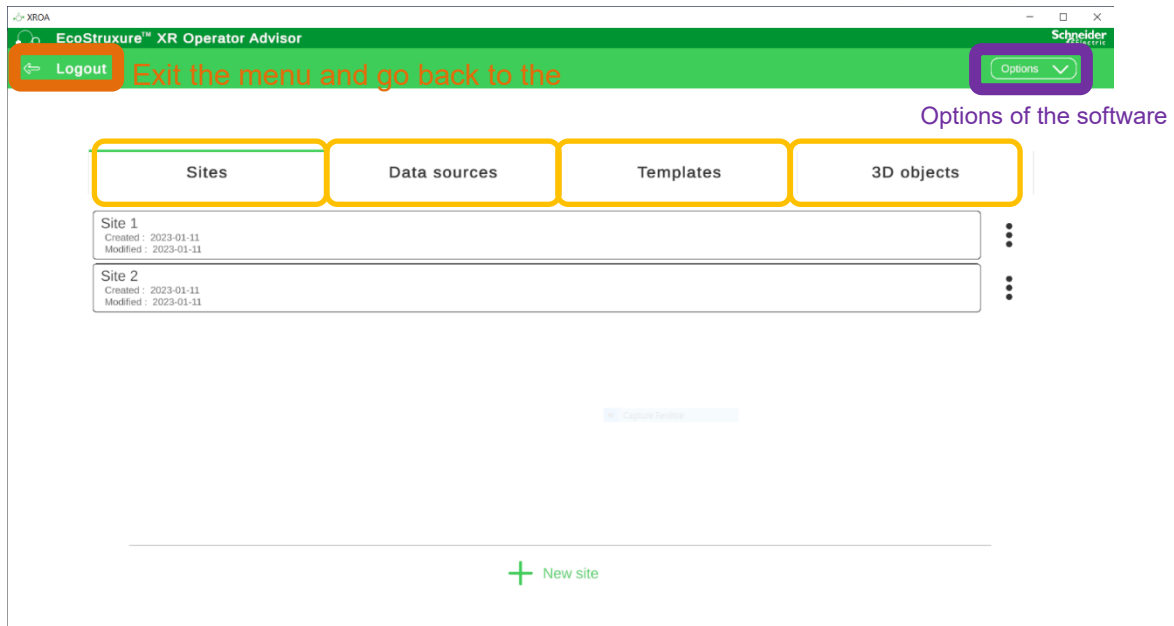 XROA
EcoStruxure™ XR Operator Advisor
Schneider
Electric
Logout
Exit the menu and go back to the
Options
Options of the software
Sites
Data sources
Templates
3D objects
Site 1
Created : 2023-01-11
Modified : 2023-01-11
Site 2
Created : 2023-01-11
Modified : 2023-01-11
New site